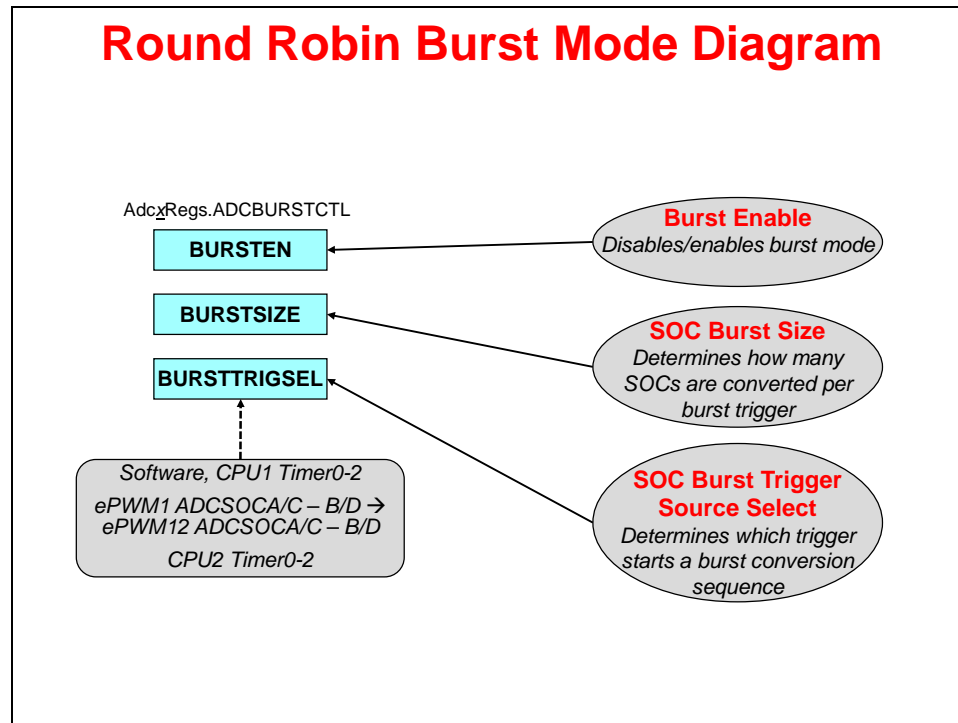 Round Robin Burst Mode Diagram
AdcxRegs.ADCBURSTCTL
BURSTEN
BURSTSIZE
BURSTTRIGSEL
Software, CPU1 Timer0-2
ePWM1 ADCSOCA/C – B/D →
ePWM12 ADCSOCA/C – B/D
CPU2 Timer0-2
Burst Enable
Disables/enables burst mode
SOC Burst Size
Determines how many
SOCs are converted per
burst trigger
SOC Burst Trigger
Source Select
Determines which trigger
starts a burst conversion
sequence